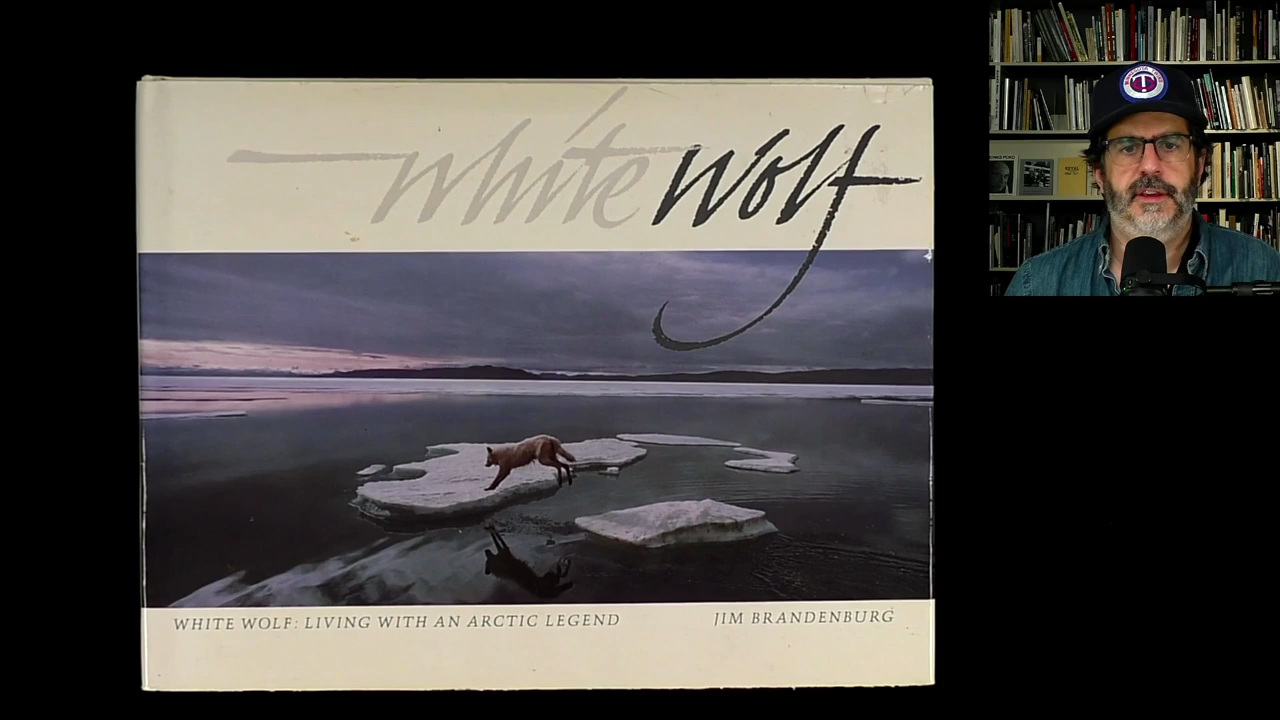 white Wolf
WHITE WOLF: LIVING WITH AN ARCTIC LEGEND
JIM BRANDENBURG